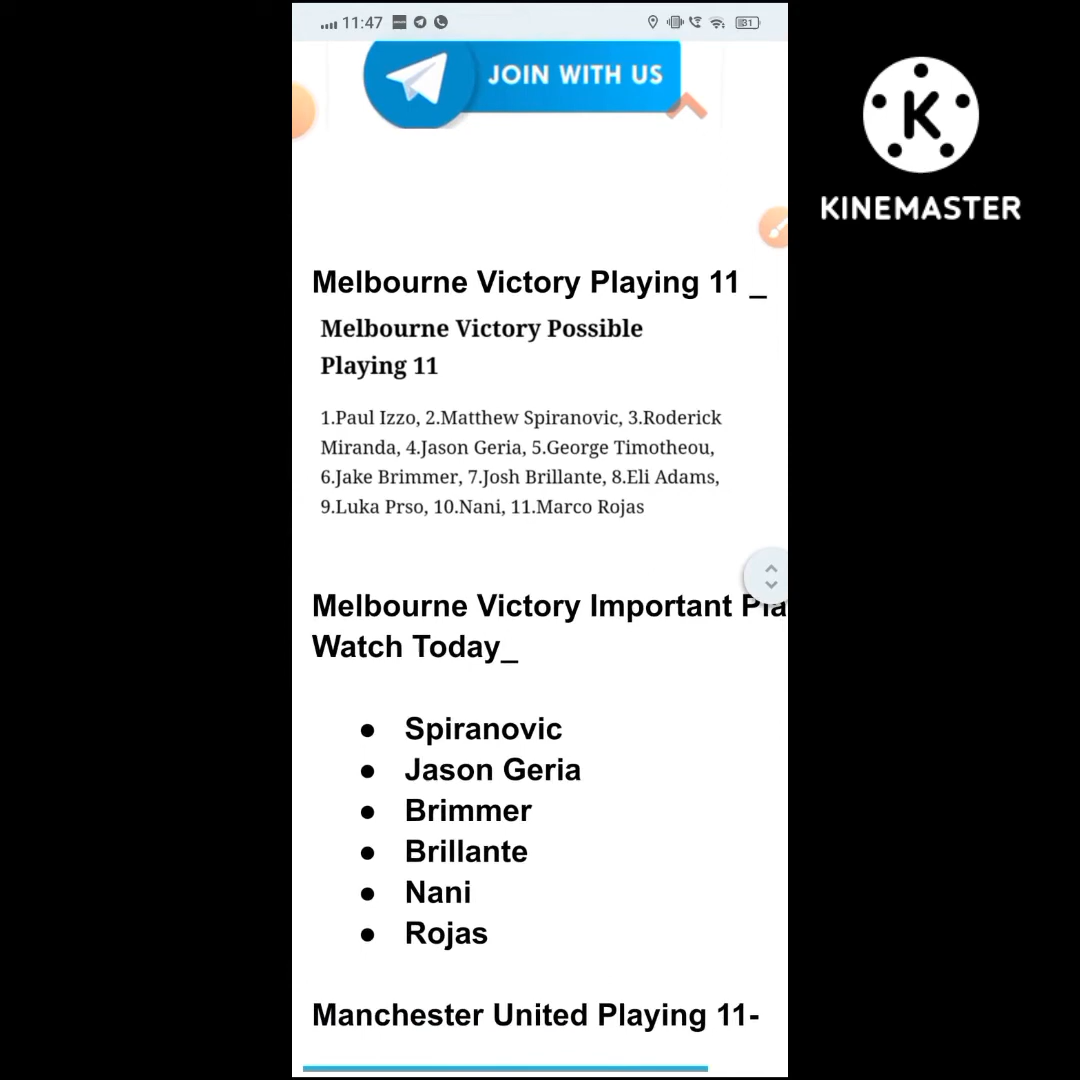 11:47
31
JOIN WITH US
K
KINEMASTER
Melbourne Victory Playing 11 _
Melbourne Victory Possible
Playing 11
1.Paul Izzo, 2.Matthew Spiranovic, 3.Roderick
Miranda, 4.Jason Geria, 5.George Timotheou,
6.Jake Brimmer, 7.Josh Brillante, 8.Eli Adams,
9.Luka Prso, 10.Nani, 11.Marco Rojas
Melbourne Victory Important Pla
Watch Today_
● Spiranovic
● Jason Geria
● Brimmer
● Brillante
● Nani
● Rojas
Manchester United Playing 11-